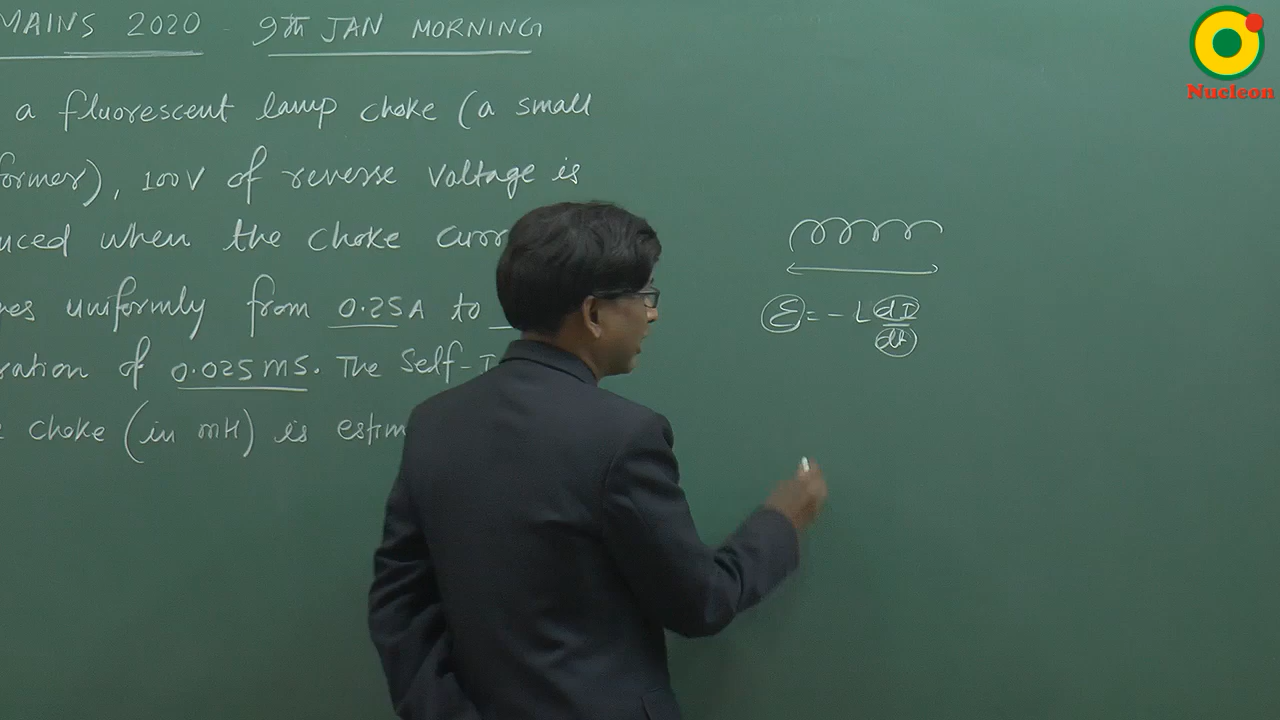 MAINS 2020 - 9th JAN MORNING
a fluorescent lamp choke (a small
former), 100V of reverse voltage is
uced when the choke curr
es uniformly from 0.25A to
ration of 0.025 ms. The Self-I
choke (in mH) is estim
ε = - L dI/dt
Nucleon